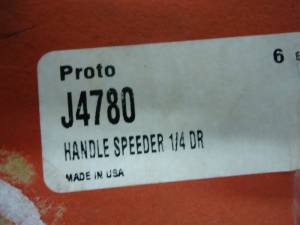 Proto
6 E
J4780
HANDLE SPEEDER 1/4 DR
MADE IN USA